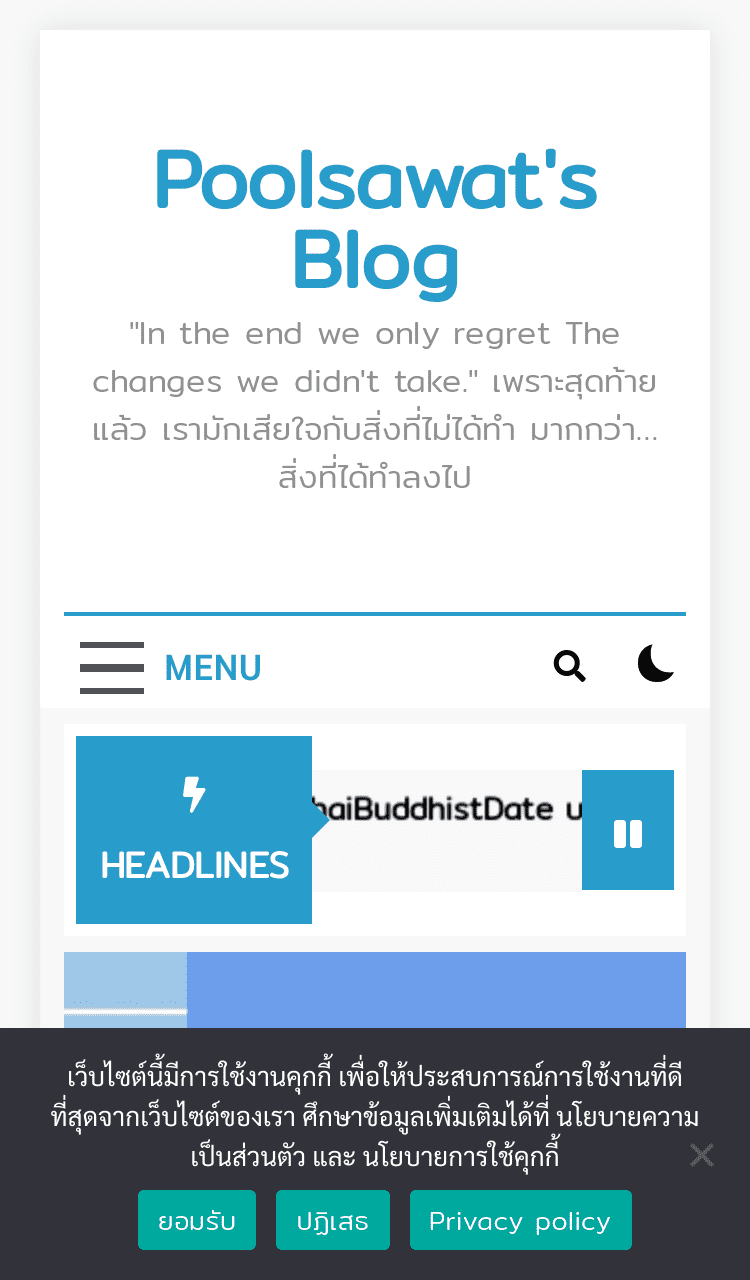 Poolsawat's
Blog
"In the end we only regret The
changes we didn't take." เพราะสุดท้าย
แล้ว เรามักเสียใจกับสิ่งที่ไม่ได้ทำ มากกว่า...
สิ่งที่ได้ทำลงไป
MENU
HEADLINES
haiBuddhistDate u
เว็บไซต์นี้มีการใช้งานคุกกี้ เพื่อให้ประสบการณ์การใช้งานที่ดี
ที่สุดจากเว็บไซต์ของเรา ศึกษาข้อมูลเพิ่มเติมได้ที่ นโยบายความ
เป็นส่วนตัว และ นโยบายการใช้คุกกี้
ยอมรับ ปฏิเสธ Privacy policy